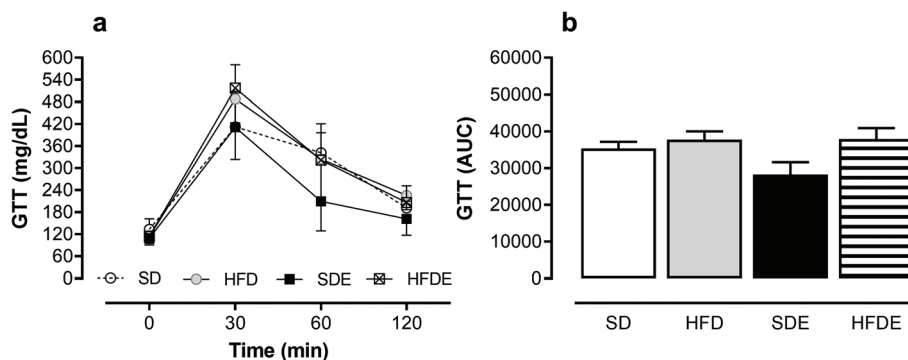 a
GTT (mg/dL)
600
540
480
420
360
300
240
180
120
60
0
SD HFD SDE HFDE
0 30 60 120
Time (min)
b
GTT (AUC)
60000
50000
40000
30000
20000
10000
0
SD HFD SDE HFDE